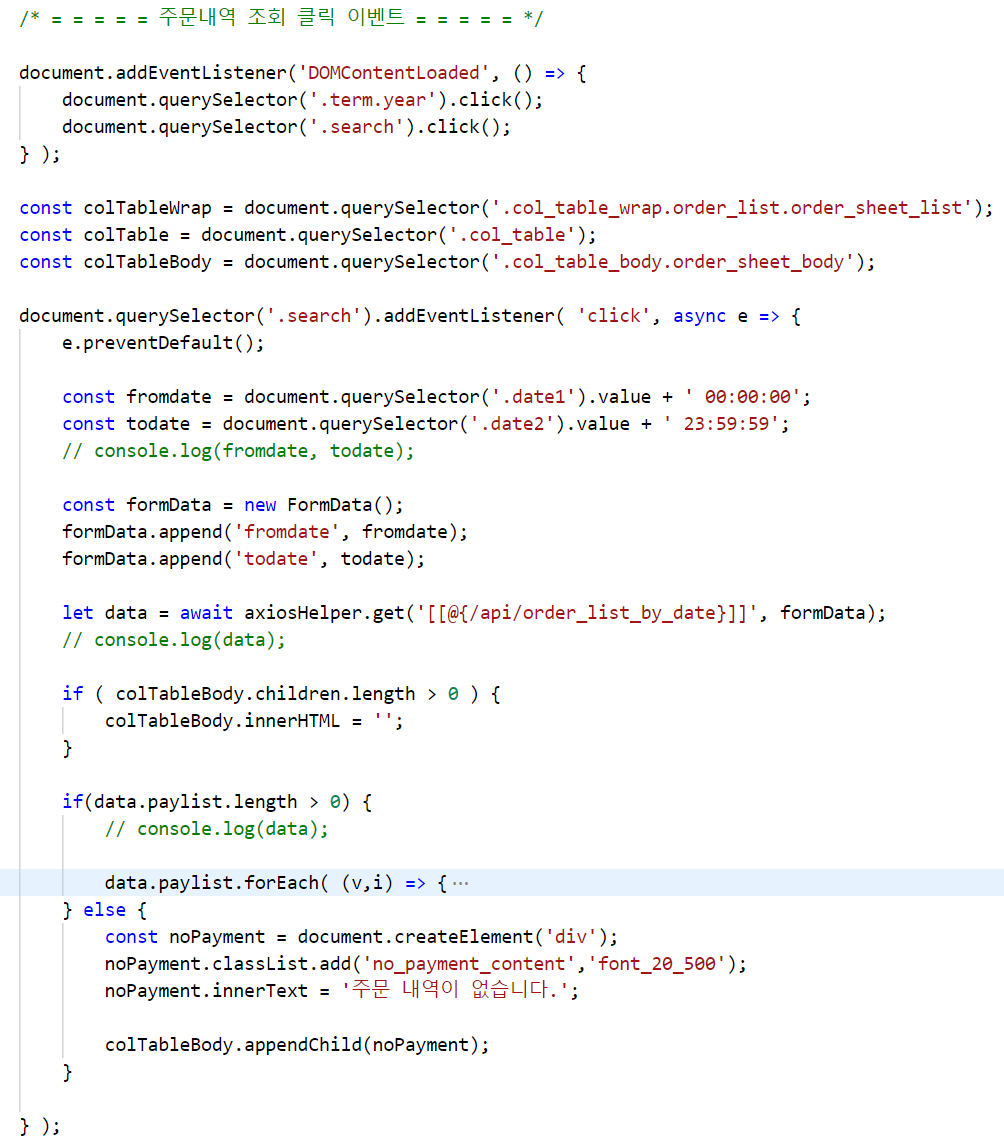 /* = = = = = 주문내역 조회 클릭 이벤트 = = = = = */
document.addEventListener('DOMContentLoaded', () => {
document.querySelector('.term.year').click();
document.querySelector('.search').click();
} );
const colTableWrap = document.querySelector('.col_table_wrap.order_list.order_sheet_list');
const colTable = document.querySelector('.col_table');
const colTableBody = document.querySelector('.col_table_body.order_sheet_body');
document.querySelector('.search').addEventListener( 'click', async e => {
e.preventDefault();
const fromdate = document.querySelector('.date1').value + ' 00:00:00';
const todate = document.querySelector('.date2').value + ' 23:59:59';
// console.log(fromdate, todate);
const formData = new FormData();
formData.append('fromdate', fromdate);
formData.append('todate', todate);
let data = await axiosHelper.get('[[@{/api/order_list_by_date}]]', formData);
// console.log(data);
if ( colTableBody.children.length > 0 ) {
colTableBody.innerHTML = '';
}
if(data.paylist.length > 0) {
// console.log(data);
data.paylist.forEach( (v,i) => {…
} else {
const noPayment = document.createElement('div');
noPayment.classList.add('no_payment_content','font_20_500');
noPayment.innerText = '주문 내역이 없습니다.';
colTableBody.appendChild(noPayment);
}
} );